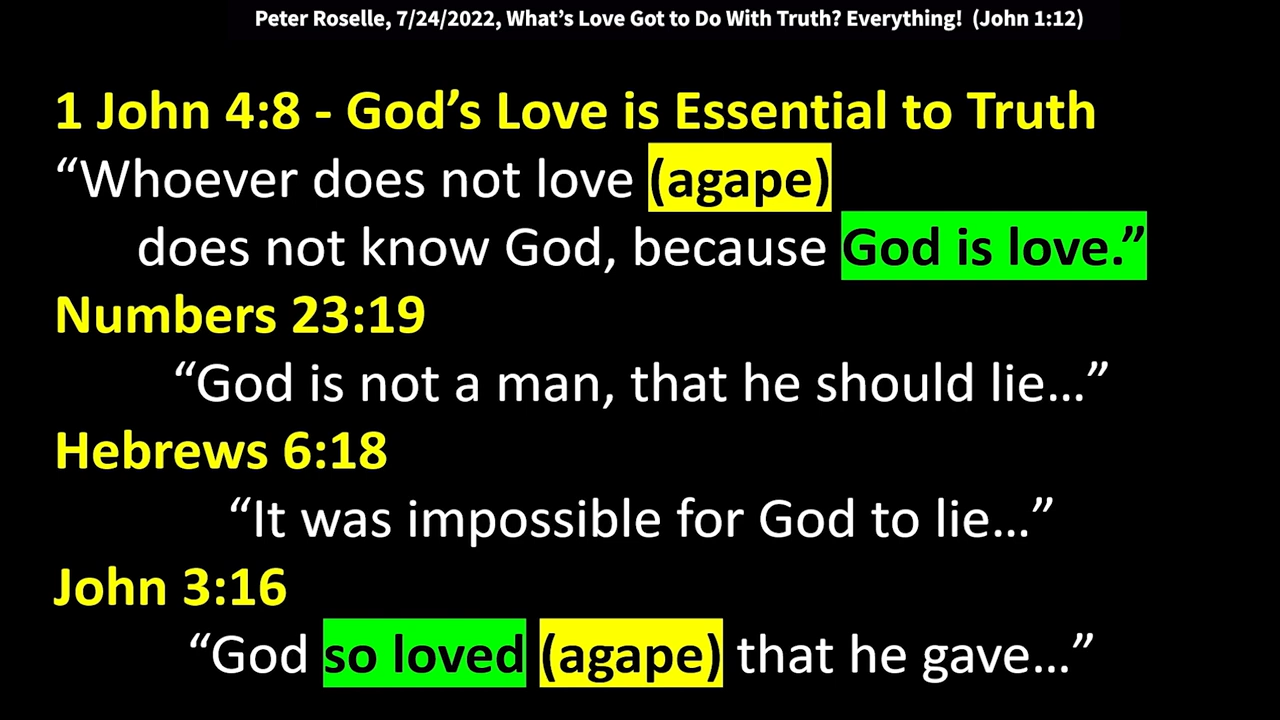 Peter Roselle, 7/24/2022, What’s Love Got to Do With Truth? Everything!  (John 1:12)
1 John 4:8 - God’s Love is Essential to Truth
“Whoever does not love (agape)
does not know God, because God is love.”
Numbers 23:19
“God is not a man, that he should lie…”
Hebrews 6:18
“It was impossible for God to lie…”
John 3:16
“God so loved (agape) that he gave…”